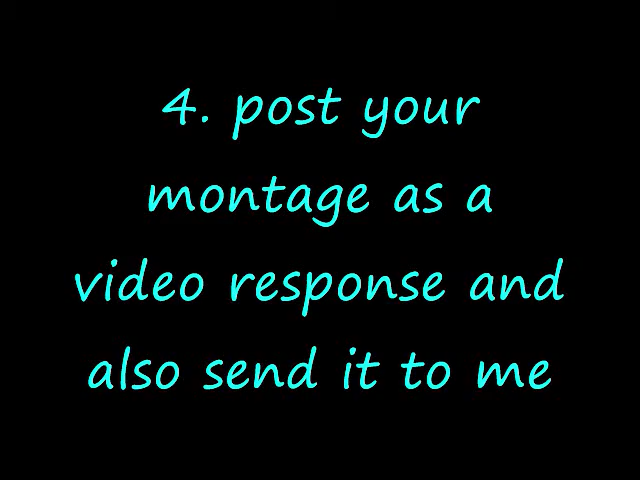 4. post your
montage as a
video response and
also send it to me